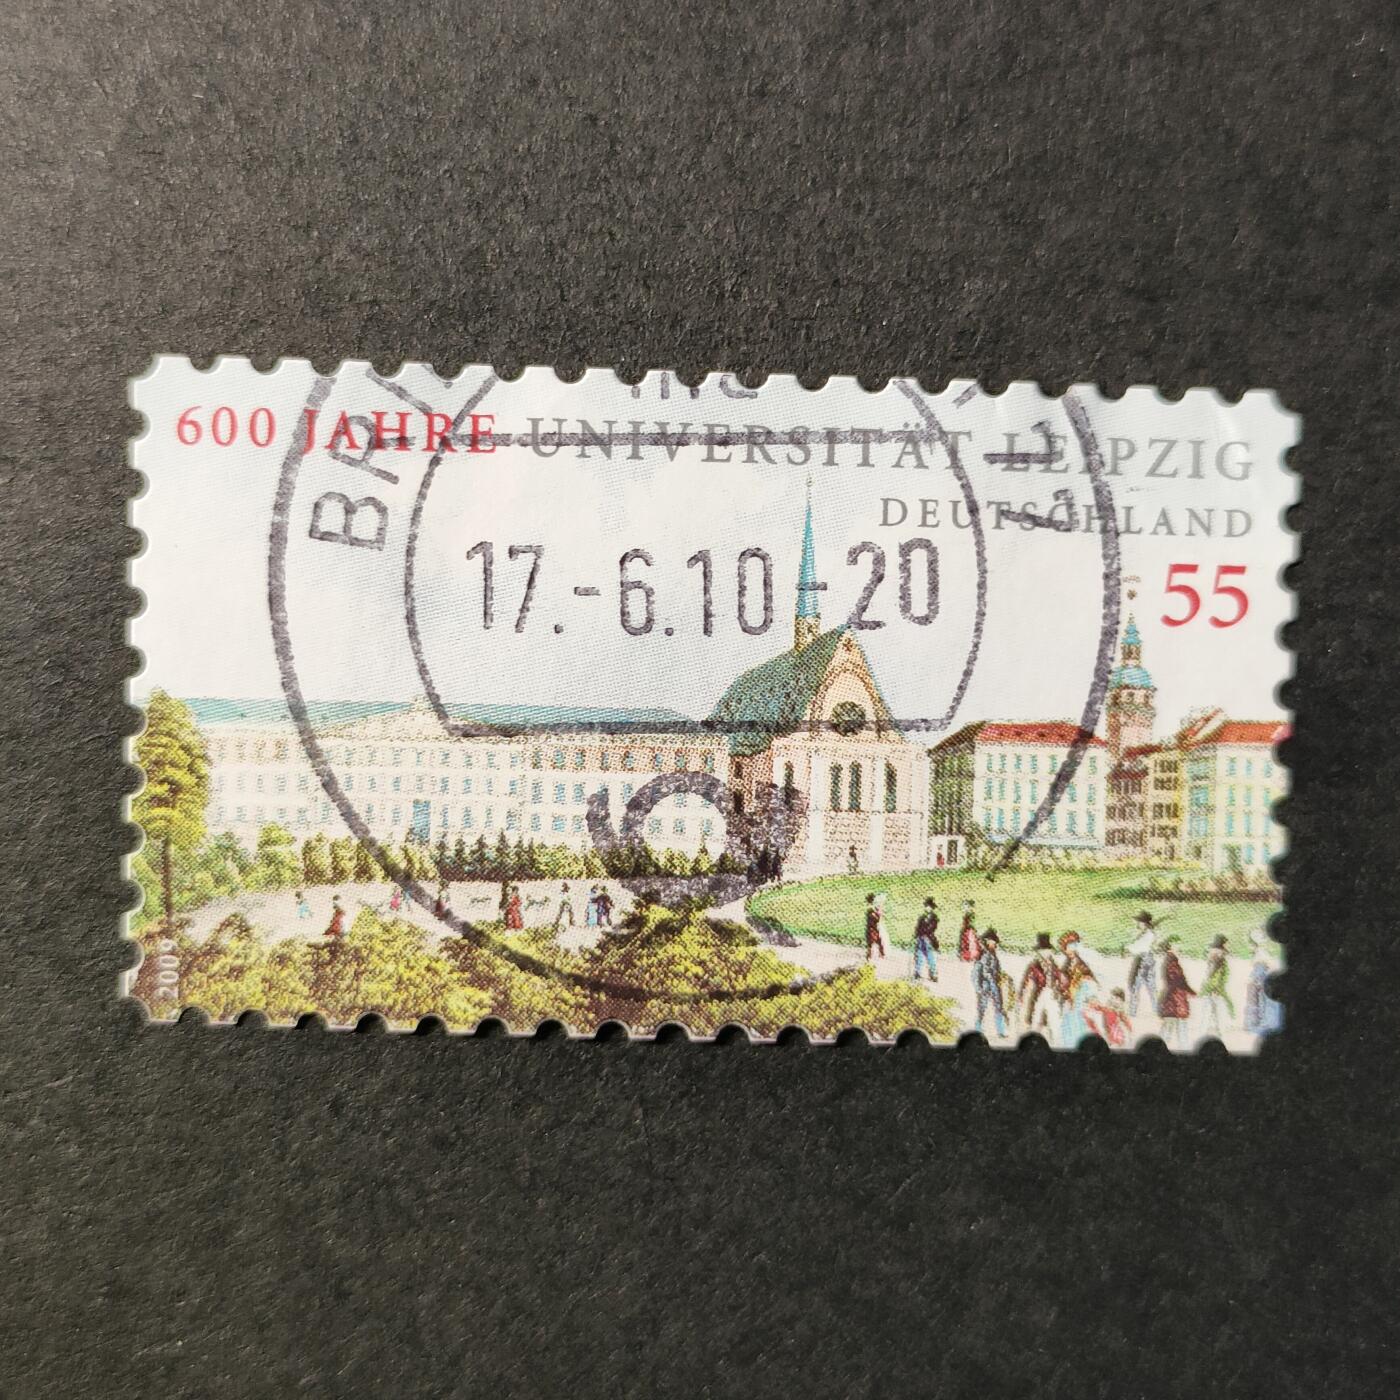 600 JAHRE UNIVERSITÄT LEIPZIG
DEUTSCHLAND
55
17.-6.10-20
2009